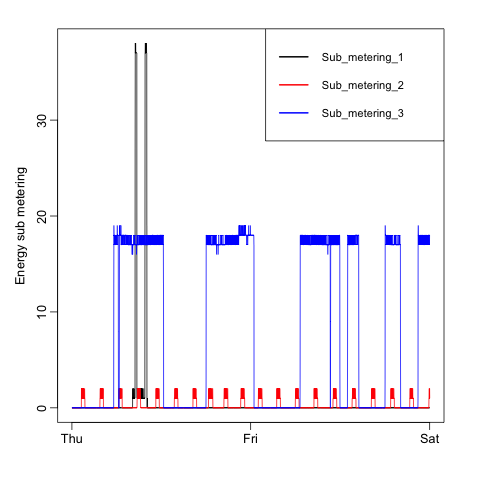 Sub_metering_1
Sub_metering_2
Sub_metering_3
Energy sub metering
30
20
10
0
Thu Fri Sat